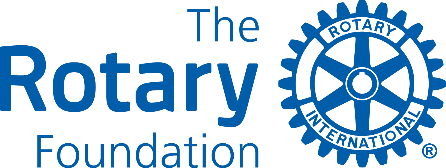 The
Rotary
Foundation
ROTARY
INTERNATIONAL
®